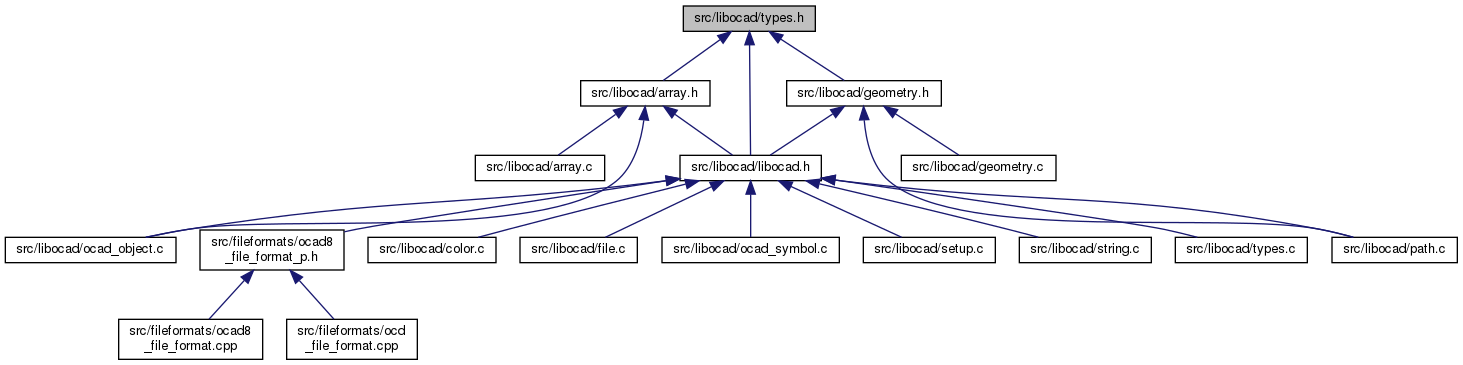 src/libocad/types.h
src/libocad/array.h
src/libocad/geometry.h
src/libocad/array.c
src/libocad/libocad.h
src/libocad/geometry.c
src/libocad/ocad_object.c
src/fileformats/ocad8
_file_format_p.h
src/libocad/color.c
src/libocad/file.c
src/libocad/ocad_symbol.c
src/libocad/setup.c
src/libocad/string.c
src/libocad/types.c
src/libocad/path.c
src/fileformats/ocad8
_file_format.cpp
src/fileformats/ocd
_file_format.cpp